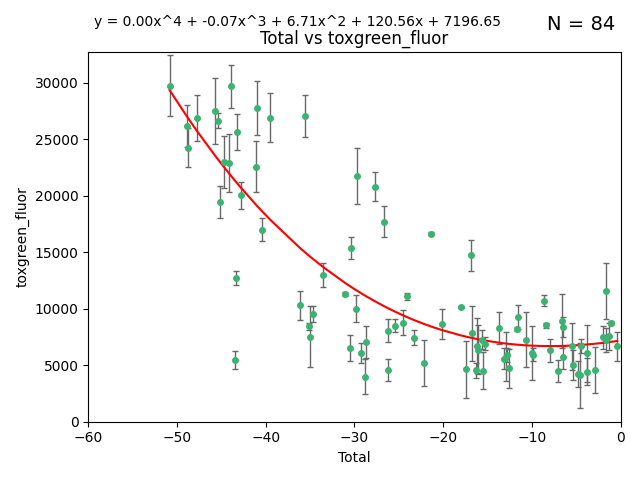 y = 0.00x^4 + -0.07x^3 + 6.71x^2 + 120.56x + 7196.65
N = 84
Total vs toxgreen_fluor
toxgreen_fluor
30000
25000
20000
15000
10000
5000
0
−60
−50
−40
−30
−20
−10
0
Total